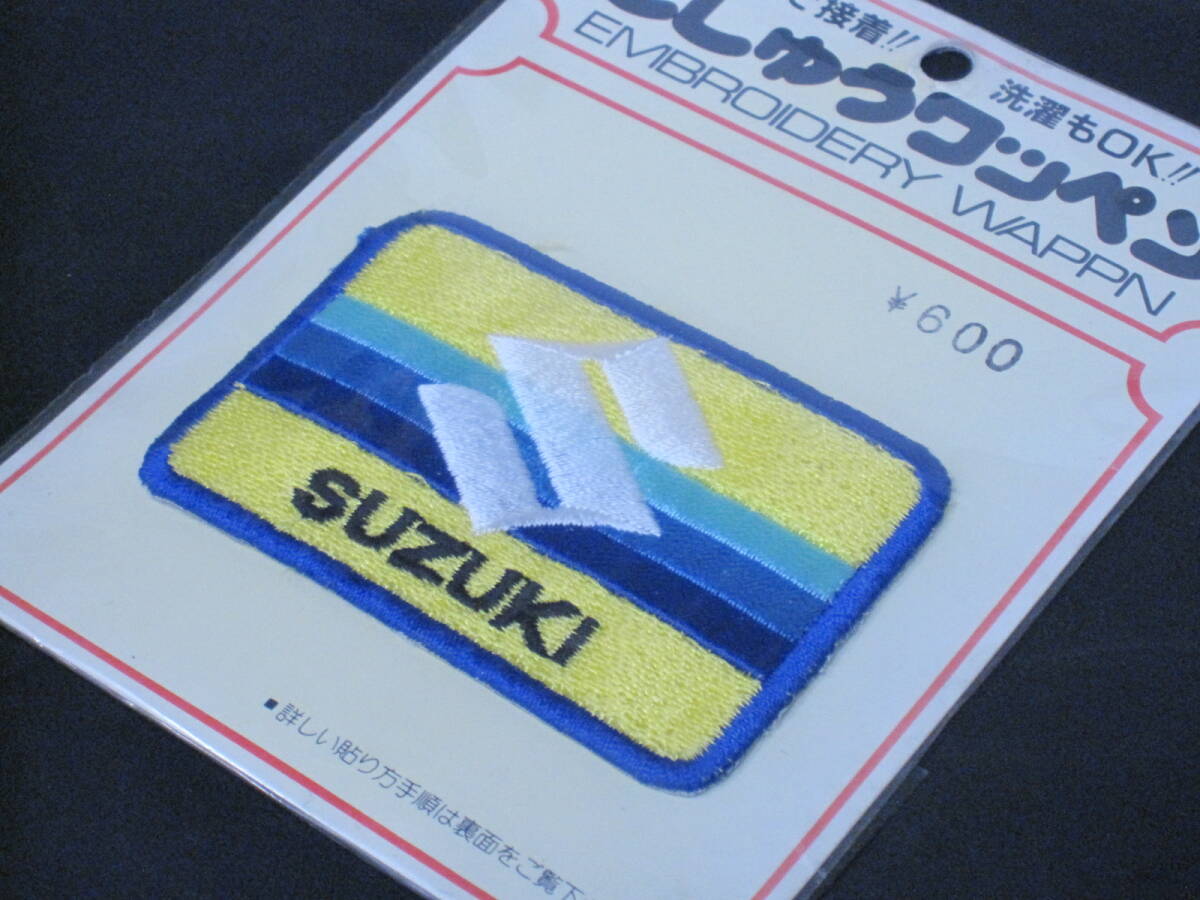 で接着!!
洗濯もOK!!
ししゅうワッペン
EMBROIDERY WAPPN
¥600
SUZUKI
■詳しい貼り方手順は裏面をご覧下